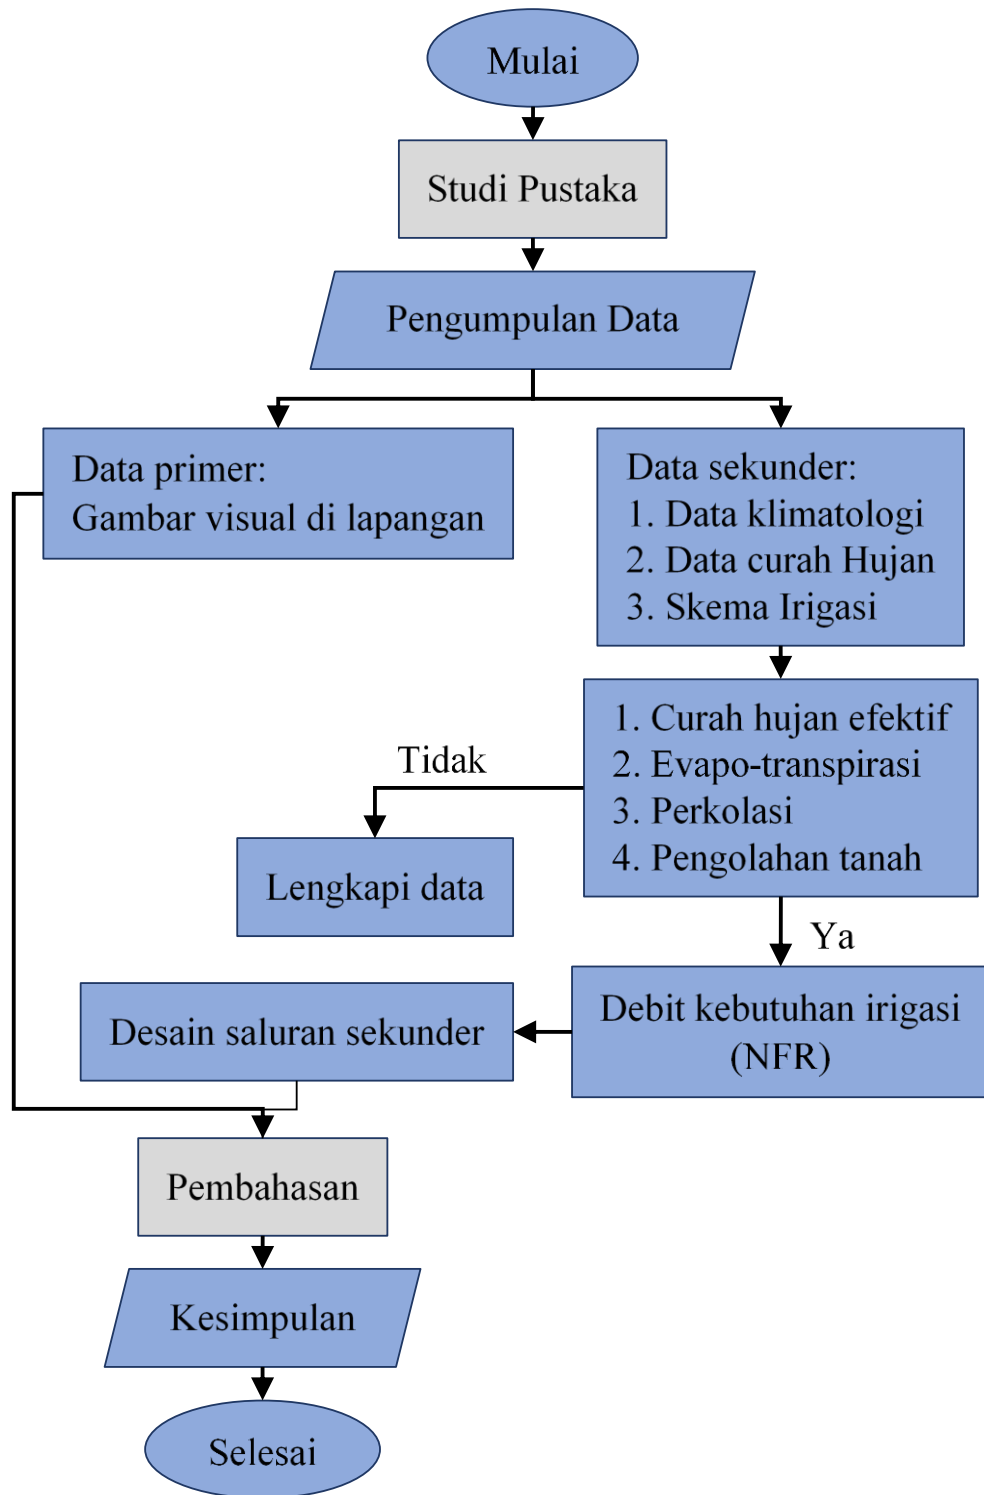 Mulai
Studi Pustaka
Pengumpulan Data
Data primer:
Gambar visual di lapangan
Data sekunder:
1. Data klimatologi
2. Data curah Hujan
3. Skema Irigasi
1. Curah hujan efektif
2. Evapo-transpirasi
3. Perkolasi
4. Pengolahan tanah
Tidak
Lengkapi data
Ya
Debit kebutuhan irigasi
(NFR)
Desain saluran sekunder
Pembahasan
Kesimpulan
Selesai